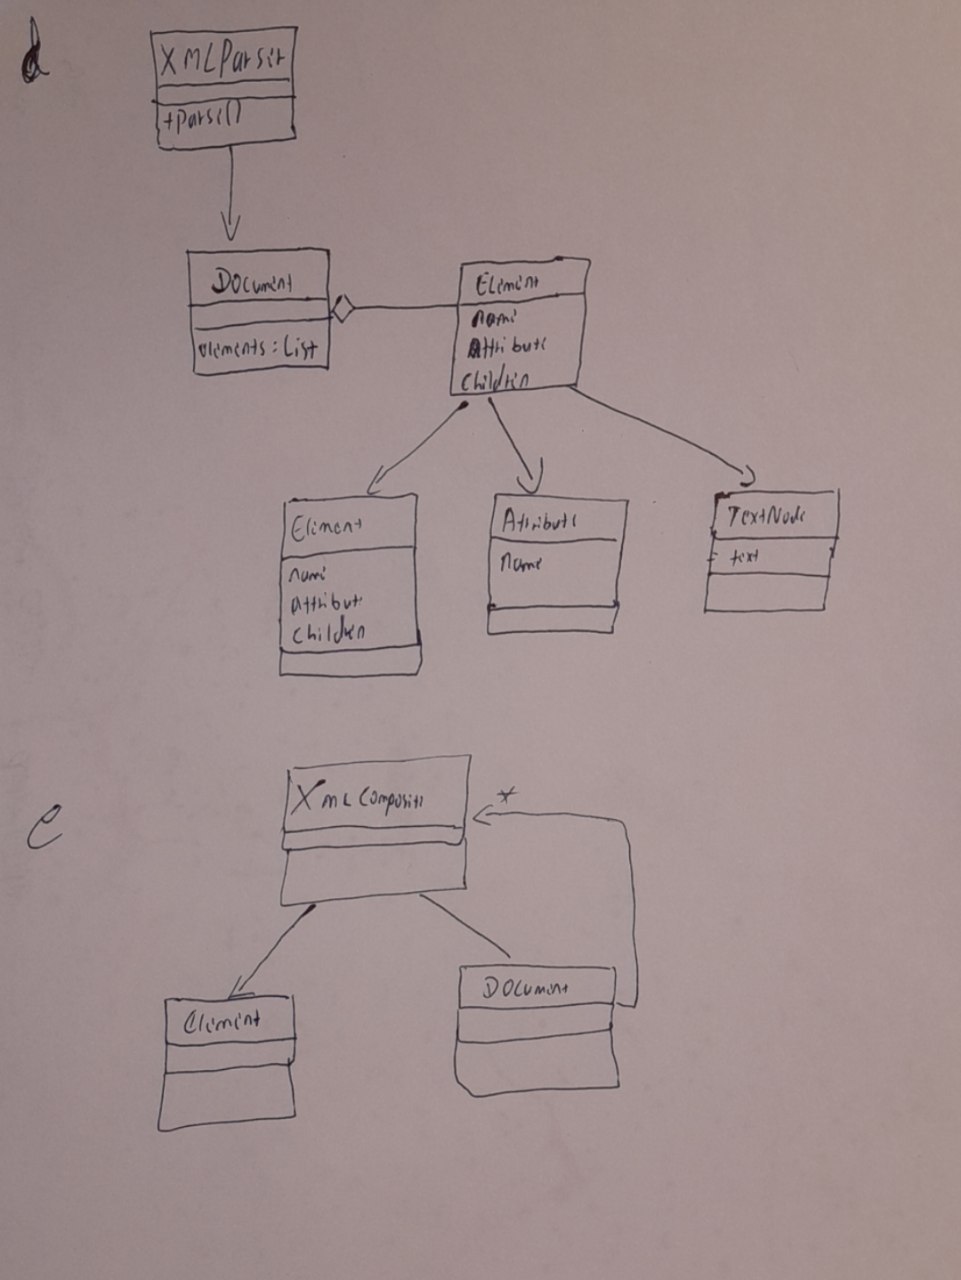 d
XMLParser
+Parse()
Document
elements: List
Element
name
Attribute
Children
Element
name
attribute
children
Attribute
name
TextNode
- text
e
XmlComposite
*
Element
Document